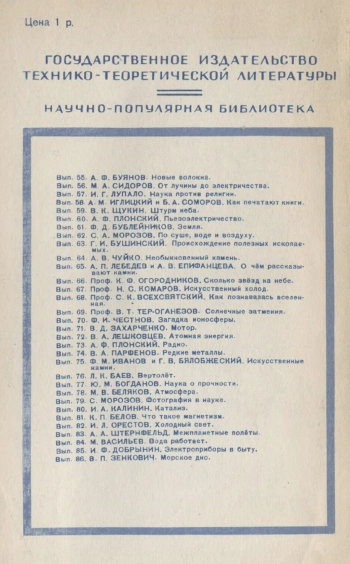 Цена 1 р.
ГОСУДАРСТВЕННОЕ ИЗДАТЕЛЬСТВО
ТЕХНИКО-ТЕОРЕТИЧЕСКОЙ ЛИТЕРАТУРЫ
НАУЧНО-ПОПУЛЯРНАЯ БИБЛИОТЕКА
Вып. 55. А. Ф. БУЯНОВ. Новые волокна.
Вып. 56. М. А. СИДОРОВ. От лучины до электричества.
Вып. 57. И. Г. ЛУПАЛО. Наука против религии.
Вып. 58. А. М. ИГЛИЦКИЙ и Б. А. СОМОРОВ. Как печатают книги.
Вып. 59. В. К. ЩУКИН. Штурм неба.
Вып. 60. А. Ф. ПЛОНСКИЙ. Пьезоэлектричество.
Вып. 61. Ф. Д. БУБЛЕЙНИКОВ. Земля.
Вып. 62. С. А. МОРОЗОВ. По суше, воде и воздуху.
Вып. 63. Г. И. БУШИНСКИЙ. Происхождение полезных ископае-
мых.
Вып. 64. А. В. ЧУЙКО. Необыкновенный камень.
Вып. 65. А. П. ЛЕБЕДЕВ и А. В. ЕПИФАНЦЕВА. О чём рассказы-
вают камни.
Вып. 66. Проф. К. Ф. ОГОРОДНИКОВ. Сколько звёзд на небе.
Вып. 67. Проф. Н. С. КОМАРОВ. Искусственный холод.
Вып. 68. Проф. С. К. ВСЕХСВЯТСКИЙ. Как познавалась вселен-
ная.
Вып. 69. Проф. В. Т. ТЕР-ОГАНЕЗОВ. Солнечные затмения.
Вып. 70. Ф. И. ЧЕСТНОВ. Загадка ионосферы.
Вып. 71. В. Д. ЗАХАРЧЕНКО. Мотор.
Вып. 72. В. А. ЛЕШКОВЦЕВ. Атомная энергия.
Вып. 73. А. Ф. ПЛОНСКИЙ. Радио.
Вып. 74. В. А. ПАРФЕНОВ. Редкие металлы.
Вып. 75. Ф. М. ИВАНОВ и Г. В. БЯЛОБЖЕСКИЙ. Искусственные
камни.
Вып. 76. Л. К. БАЕВ. Вертолёт.
Вып. 77. Ю. М. БОГДАНОВ. Наука о прочности.
Вып. 78. М. В. БЕЛЯКОВ. Атмосфера.
Вып. 79. С. МОРОЗОВ. Фотография в науке.
Вып. 80. И. А. КАЛИНИН. Катализ.
Вып. 81. К. П. БЕЛОВ. Что такое магнетизм.
Вып. 82. И. Л. ОРЕСТОВ. Холодный свет.
Вып. 83. А. А. ШТЕРНФЕЛЬД. Межпланетные полёты.
Вып. 84. М. ВАСИЛЬЕВ. Вода работает.
Вып. 85. И. Ф. ДОБРЫНИН. Электроприборы в быту.
Вып. 86. В. П. ЗЕНКОВИЧ. Морское дно.